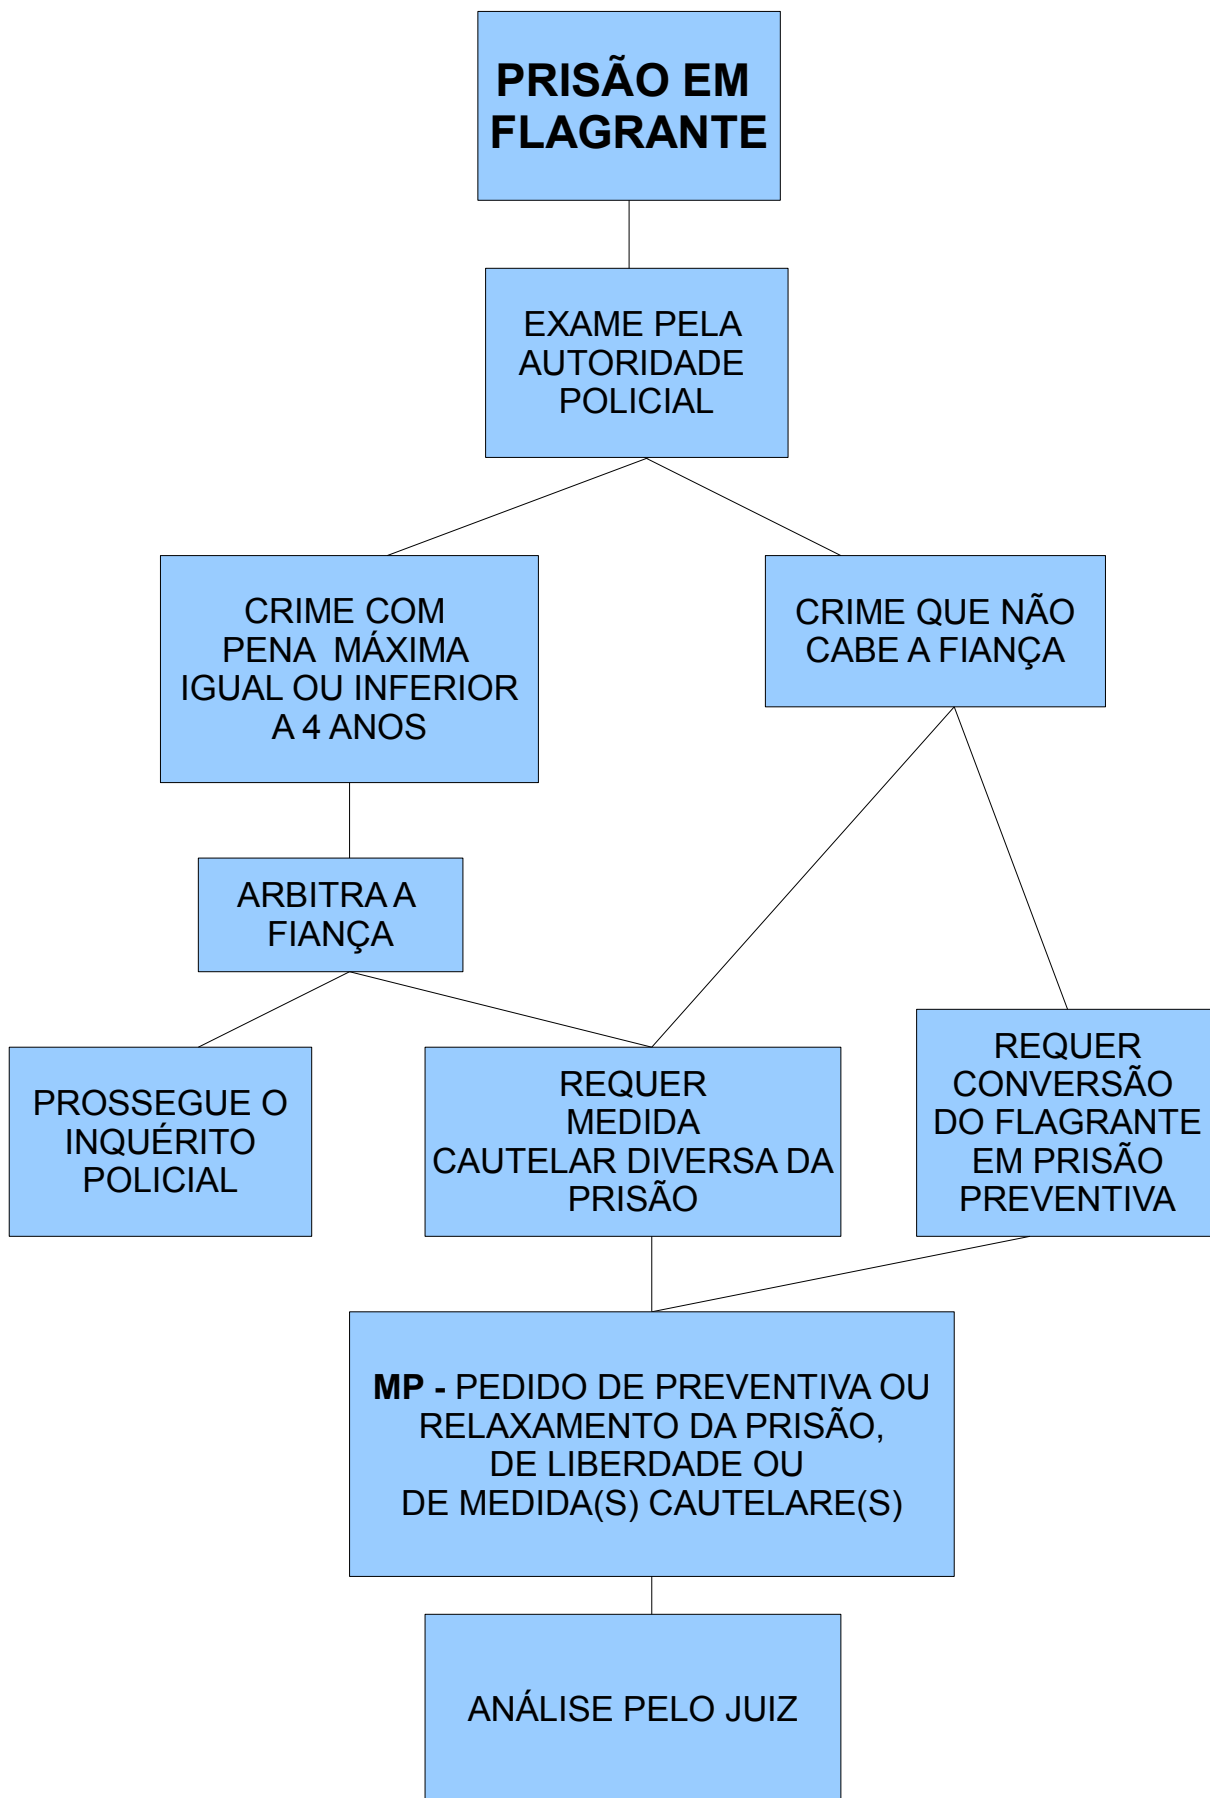 PRISÃO EM
FLAGRANTE
EXAME PELA
AUTORIDADE
POLICIAL
CRIME COM
PENA  MÁXIMA
IGUAL OU INFERIOR
A 4 ANOS
CRIME QUE NÃO
CABE A FIANÇA
ARBITRA A
FIANÇA
PROSSEGUE O
INQUÉRITO
POLICIAL
REQUER
MEDIDA
CAUTELAR DIVERSA DA
PRISÃO
REQUER
CONVERSÃO
DO FLAGRANTE
EM PRISÃO
PREVENTIVA
MP - PEDIDO DE PREVENTIVA OU
RELAXAMENTO DA PRISÃO,
DE LIBERDADE OU
DE MEDIDA(S) CAUTELARE(S)
ANÁLISE PELO JUIZ